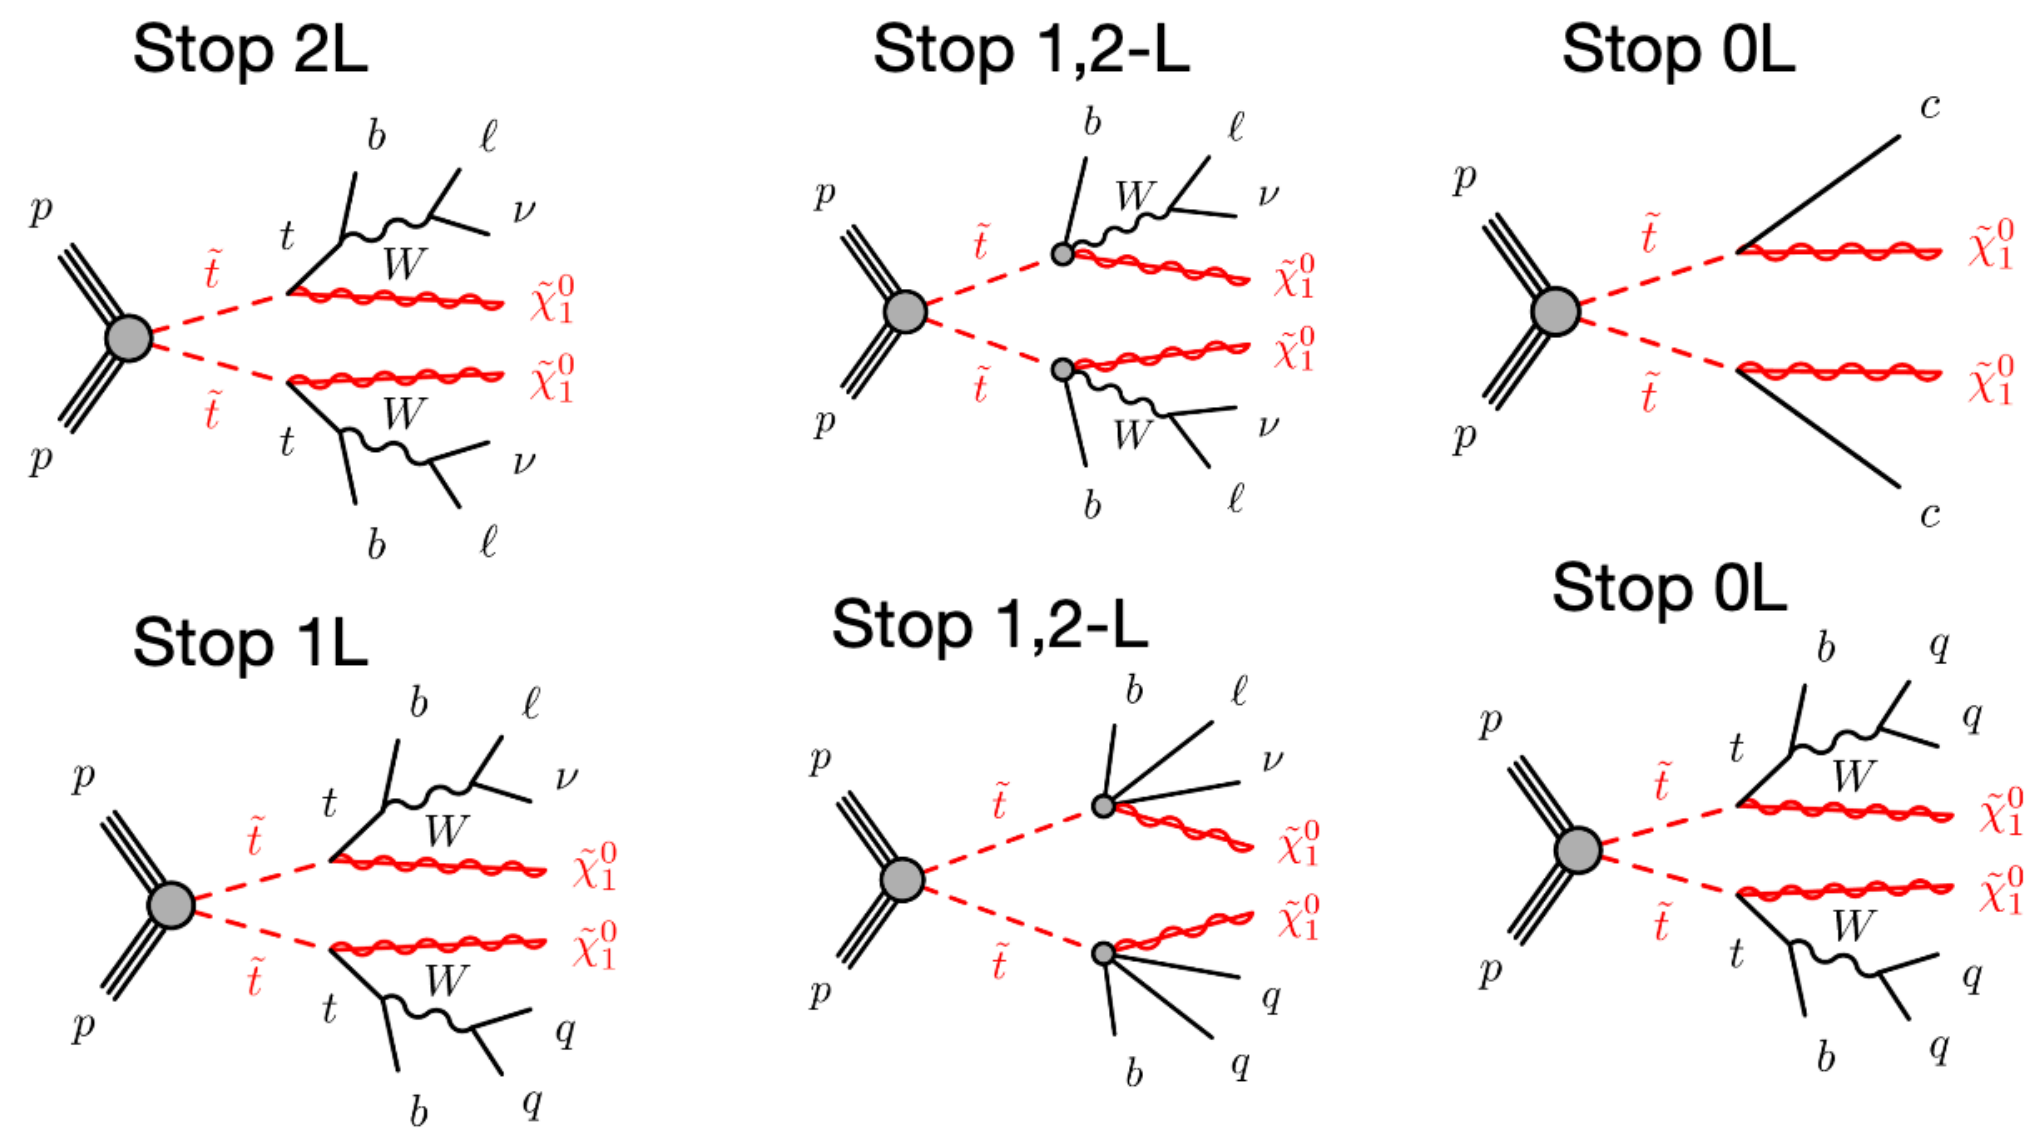 Stop 2L
b
ℓ
p
t
ν
W
t̃
χ̃₁⁰
χ̃₁⁰
t̃
W
t
ν
p
b
ℓ
Stop 1,2-L
b
ℓ
p
W
ν
t̃
χ̃₁⁰
χ̃₁⁰
t̃
p
W
ν
b
ℓ
Stop 0L
c
p
t̃
χ̃₁⁰
χ̃₁⁰
t̃
p
c
Stop 1L
b
ℓ
p
t
ν
W
t̃
χ̃₁⁰
χ̃₁⁰
t̃
W
t
q
p
b
q
Stop 1,2-L
b
ℓ
p
ν
t̃
χ̃₁⁰
χ̃₁⁰
t̃
p
q
b
q
Stop 0L
b
q
p
t
q
W
t̃
χ̃₁⁰
χ̃₁⁰
t̃
W
t
q
p
b
q